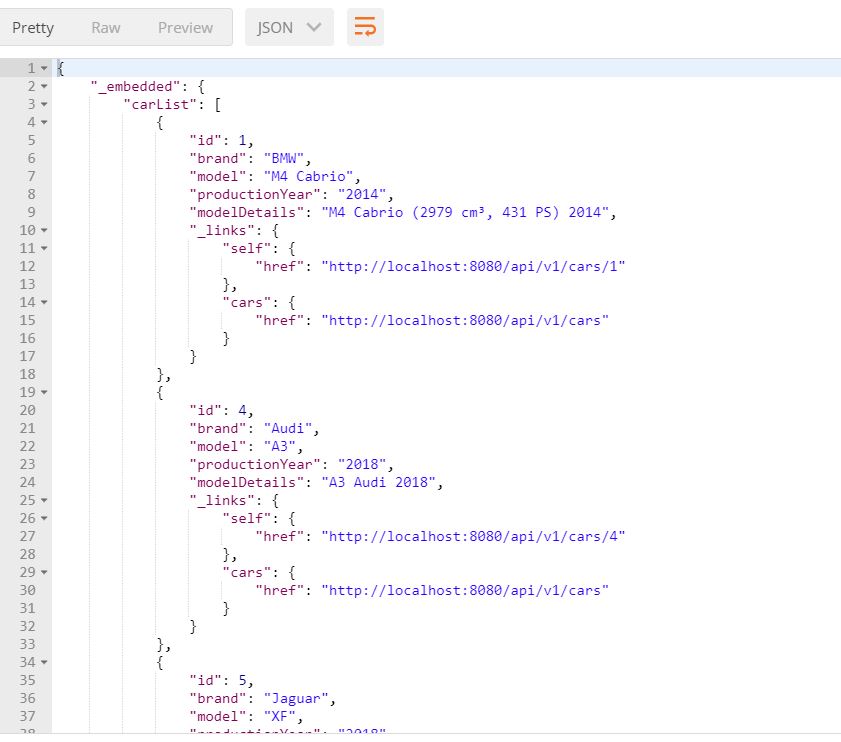 Pretty Raw Preview JSON
1 {
2 "_embedded": {
3 "carList": [
4 {
5 "id": 1,
6 "brand": "BMW",
7 "model": "M4 Cabrio",
8 "productionYear": "2014",
9 "modelDetails": "M4 Cabrio (2979 cm³, 431 PS) 2014",
10 "_links": {
11 "self": {
12 "href": "http://localhost:8080/api/v1/cars/1"
13 },
14 "cars": {
15 "href": "http://localhost:8080/api/v1/cars"
16 }
17 }
18 },
19 {
20 "id": 4,
21 "brand": "Audi",
22 "model": "A3",
23 "productionYear": "2018",
24 "modelDetails": "A3 Audi 2018",
25 "_links": {
26 "self": {
27 "href": "http://localhost:8080/api/v1/cars/4"
28 },
29 "cars": {
30 "href": "http://localhost:8080/api/v1/cars"
31 }
32 }
33 },
34 {
35 "id": 5,
36 "brand": "Jaguar",
37 "model": "XF",
38 "productionYear": "2018",